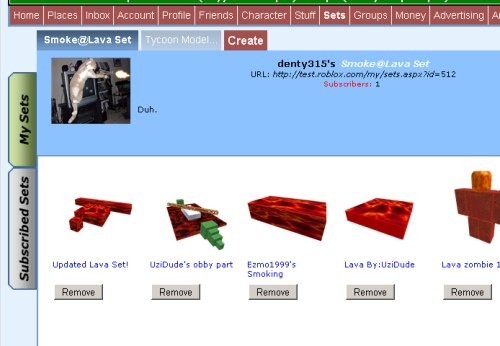 Home Places Inbox Account Profile Friends Character Stuff Sets Groups Money Advertising
Smoke@Lava Set Tycoon Model... Create
denty315's Smoke@Lava Set
URL: http://test.roblox.com/my/sets.aspx?id=512
Subscribers: 1
Duh.
My Sets
Subscribed Sets
Updated Lava Set! UziDude's obby part Ezmo1999's Lava By:UziDude Lava zombie 1
Smoking
Remove Remove Remove Remove Remove